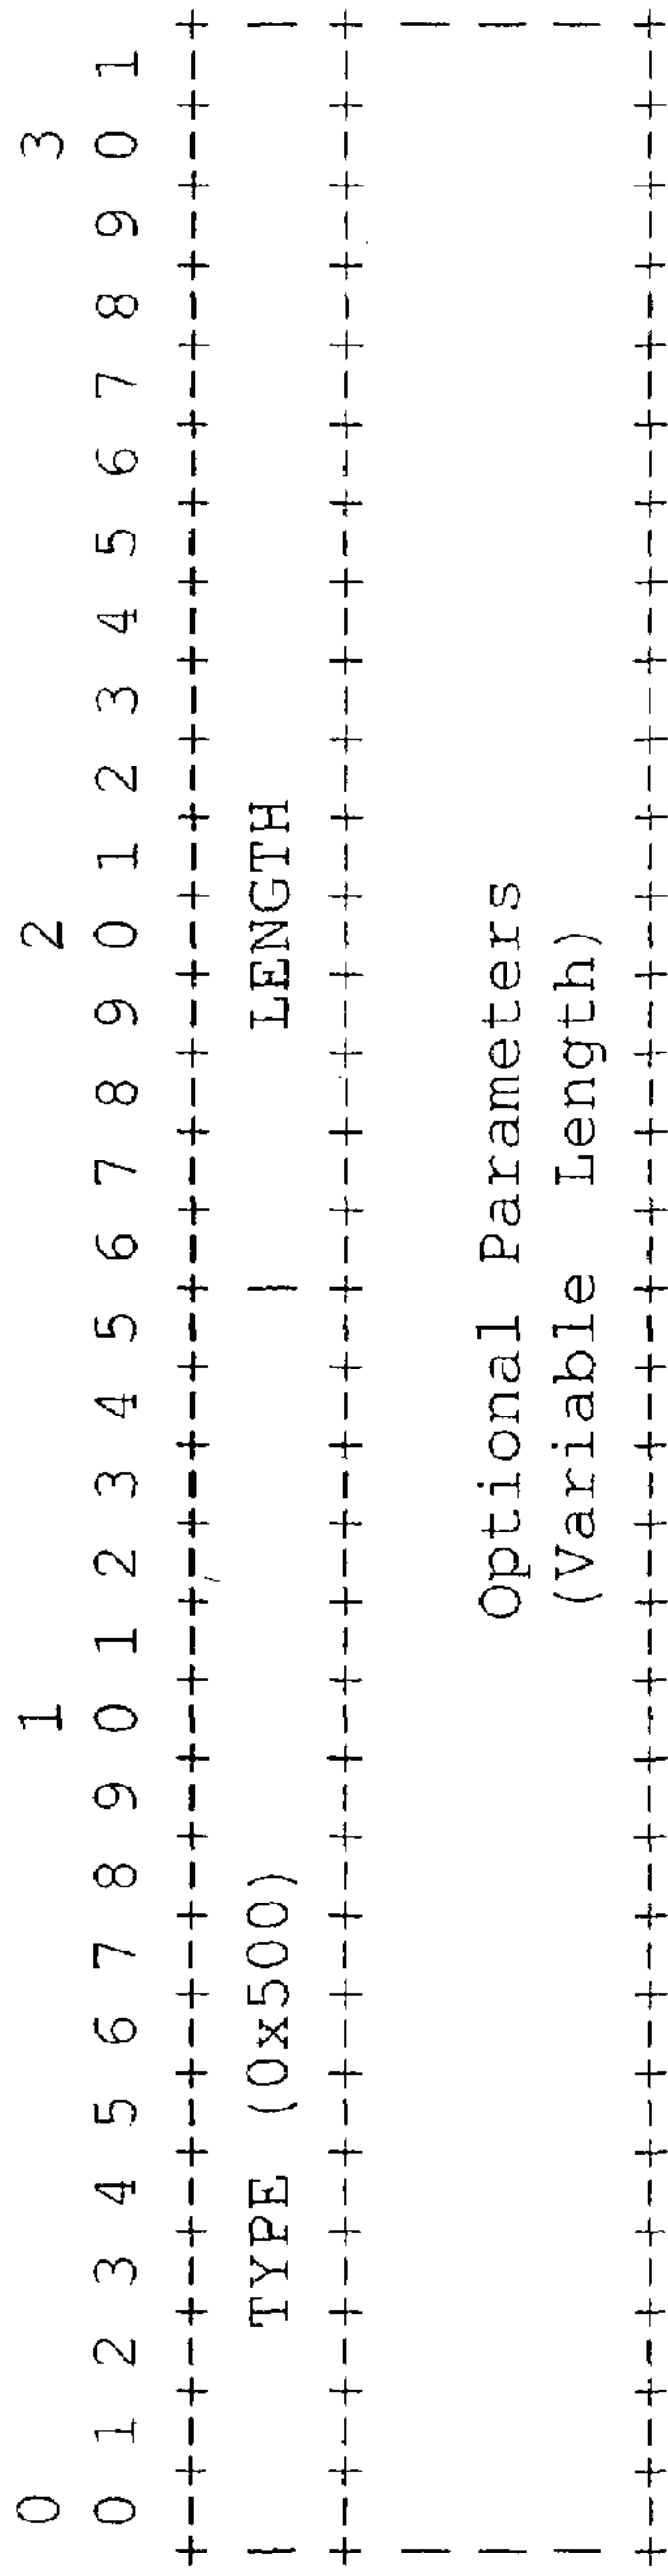 0                   1                   2                   3
 0 1 2 3 4 5 6 7 8 9 0 1 2 3 4 5 6 7 8 9 0 1 2 3 4 5 6 7 8 9 0 1
+-+-+-+-+-+-+-+-+-+-+-+-+-+-+-+-+-+-+-+-+-+-+-+-+-+-+-+-+-+-+-+-+
|     TYPE (0x500)              |      LENGTH                   |
+-+-+-+-+-+-+-+-+-+-+-+-+-+-+-+-+-+-+-+-+-+-+-+-+-+-+-+-+-+-+-+-+
|                                                               |
|                       Optional Parameters                     |
|                       (Variable  Length)                      |
+-+-+-+-+-+-+-+-+-+-+-+-+-+-+-+-+-+-+-+-+-+-+-+-+-+-+-+-+-+-+-+-+